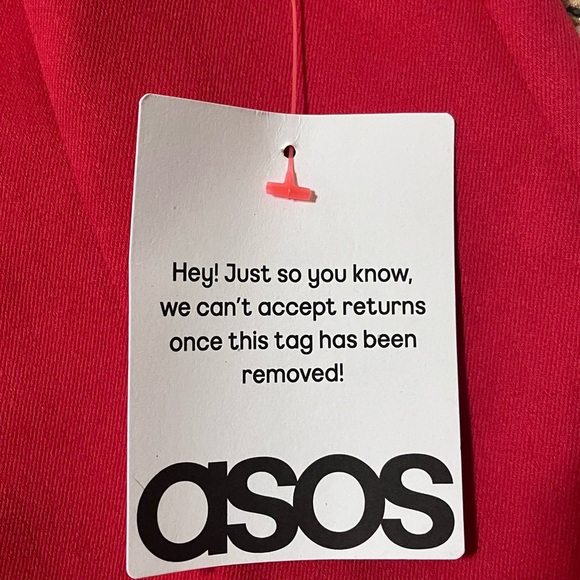 Hey! Just so you know,
we can't accept returns
once this tag has been
removed!
asos